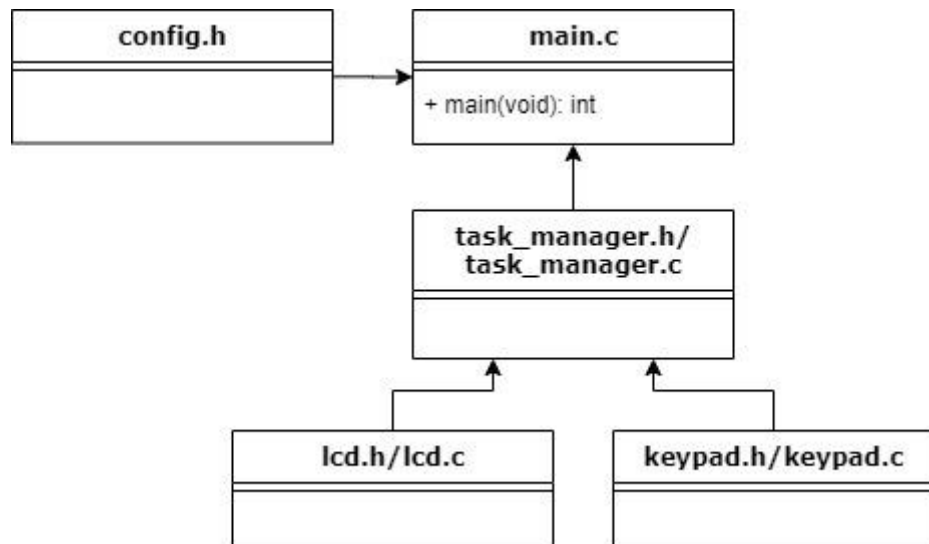 config.h
main.c
+ main(void): int
task_manager.h/
task_manager.c
lcd.h/lcd.c
keypad.h/keypad.c